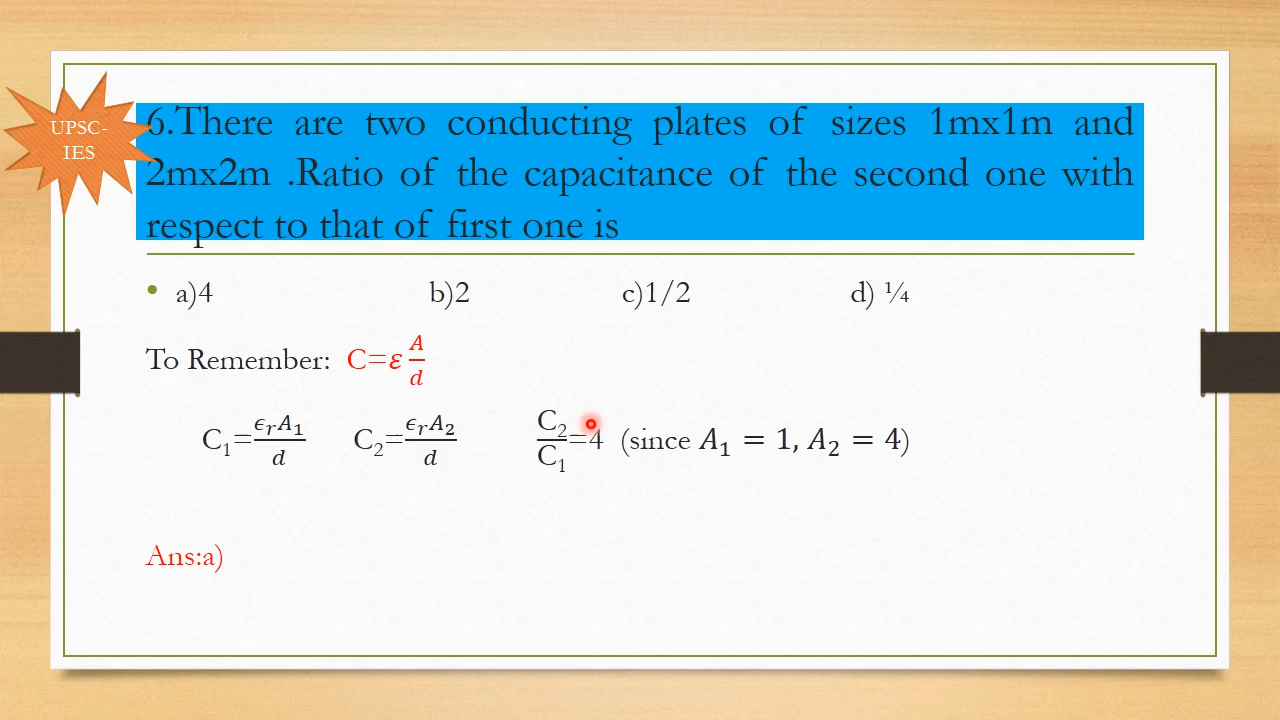 UPSC-
IES
6.There are two conducting plates of sizes 1mx1m and
2mx2m .Ratio of the capacitance of the second one with
respect to that of first one is
• a)4 b)2 c)1/2 d) ¼
To Remember: C=ε A/d
C₁=ϵᵣA₁/d C₂=ϵᵣA₂/d C₂/C₁=4 (since A₁ = 1, A₂ = 4)
Ans:a)